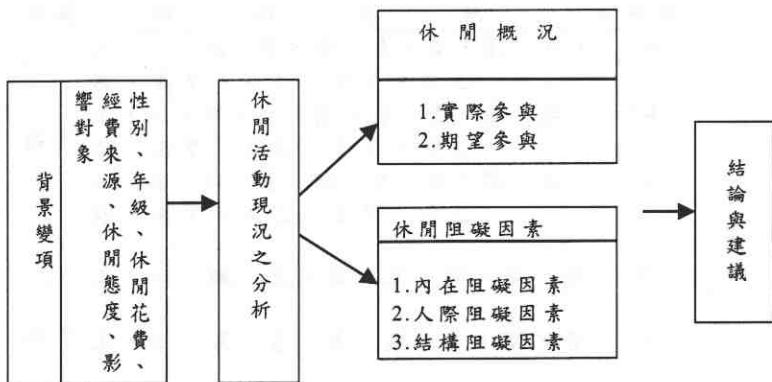 背景變項
性別、年級、休閒花費、
經費來源、休閒態度、影
響對象
休閒活動現況之分析
休閒概況
1.實際參與
2.期望參與
休閒阻礙因素
1.內在阻礙因素
2.人際阻礙因素
3.結構阻礙因素
結論與建議